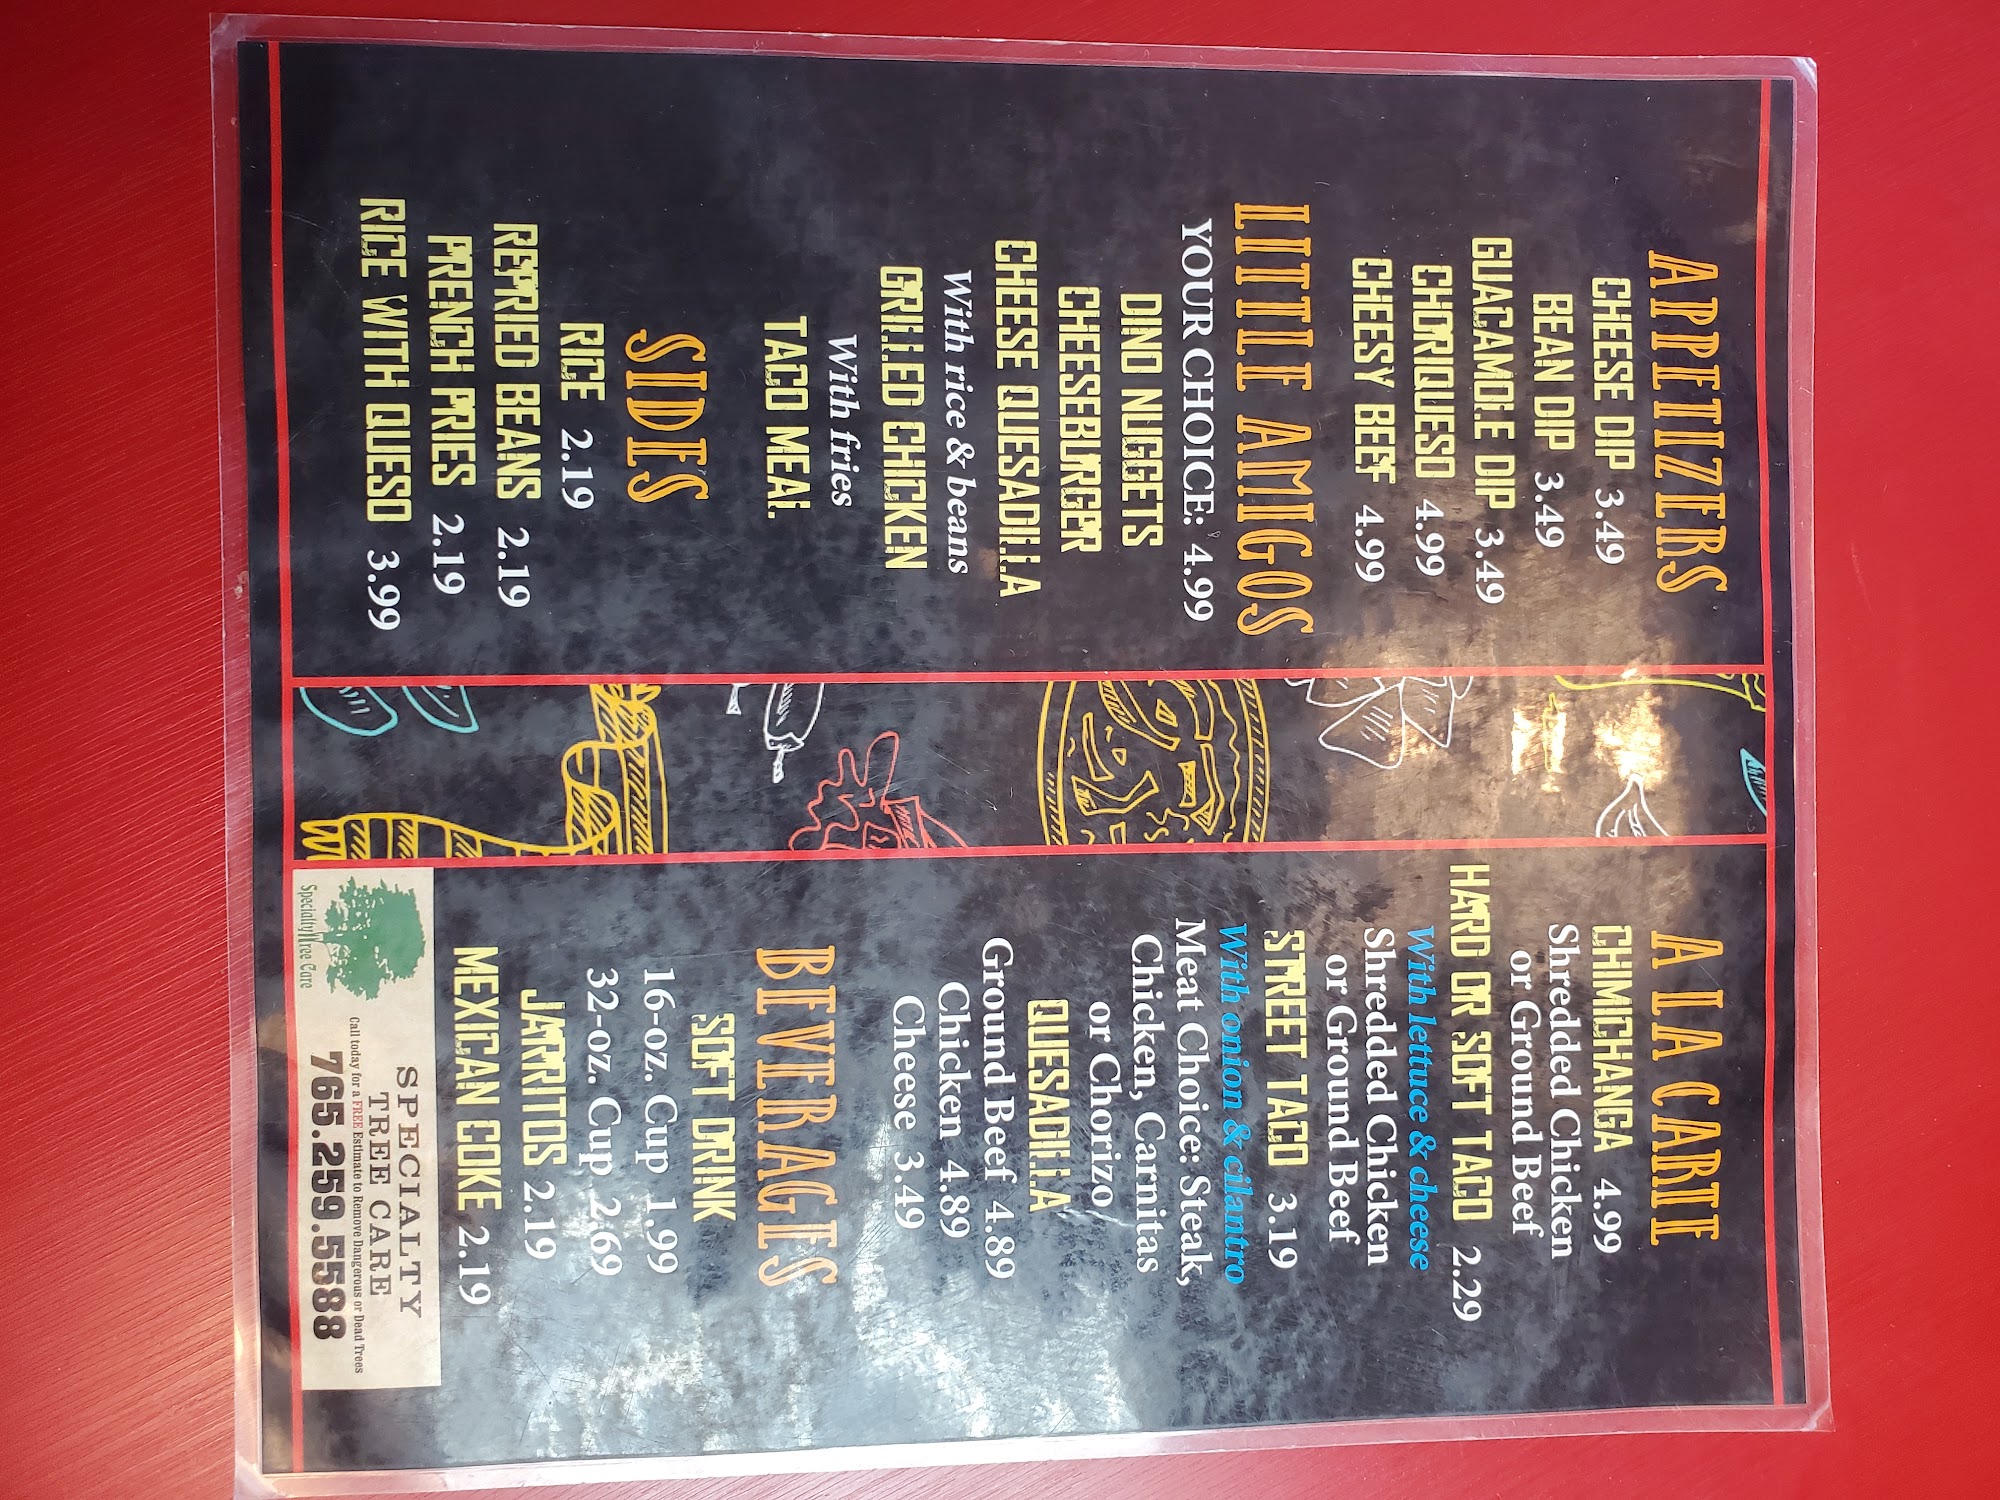 APPETIZERS
CHEESE DIP 3.49
BEAN DIP 3.49
GUACAMOLE DIP 3.49
CHORIQUESO 4.99
CHEESY BEEF 4.99
LITTLE AMIGOS
YOUR CHOICE: 4.99
DINO NUGGETS
CHEESEBURGER
CHEESE QUESADILLA
With rice & beans
GRILLED CHICKEN
With fries
TACO MEAL
SIDES
RICE 2.19
REFRIED BEANS 2.19
FRENCH FRIES 2.19
RICE WITH QUESO 3.99
A LA CARTE
CHIMICHANGA 4.99
Shredded Chicken
or Ground Beef
HARD OR SOFT TACO 2.29
With lettuce & cheese
Shredded Chicken
or Ground Beef
STREET TACO 3.19
With onion & cilantro
Meat Choice: Steak,
Chicken, Carnitas
or Chorizo
QUESADILLA
Ground Beef 4.89
Chicken 4.89
Cheese 3.49
BEVERAGES
SOFT DRINK
16-oz. Cup 1.99
32-oz. Cup 2.69
JARRITOS 2.19
MEXICAN COKE 2.19
Specialty Tree Care
SPECIALTY
TREE CARE
Call today for a FREE Estimate to Remove Dangerous or Dead Trees
765.259.5588